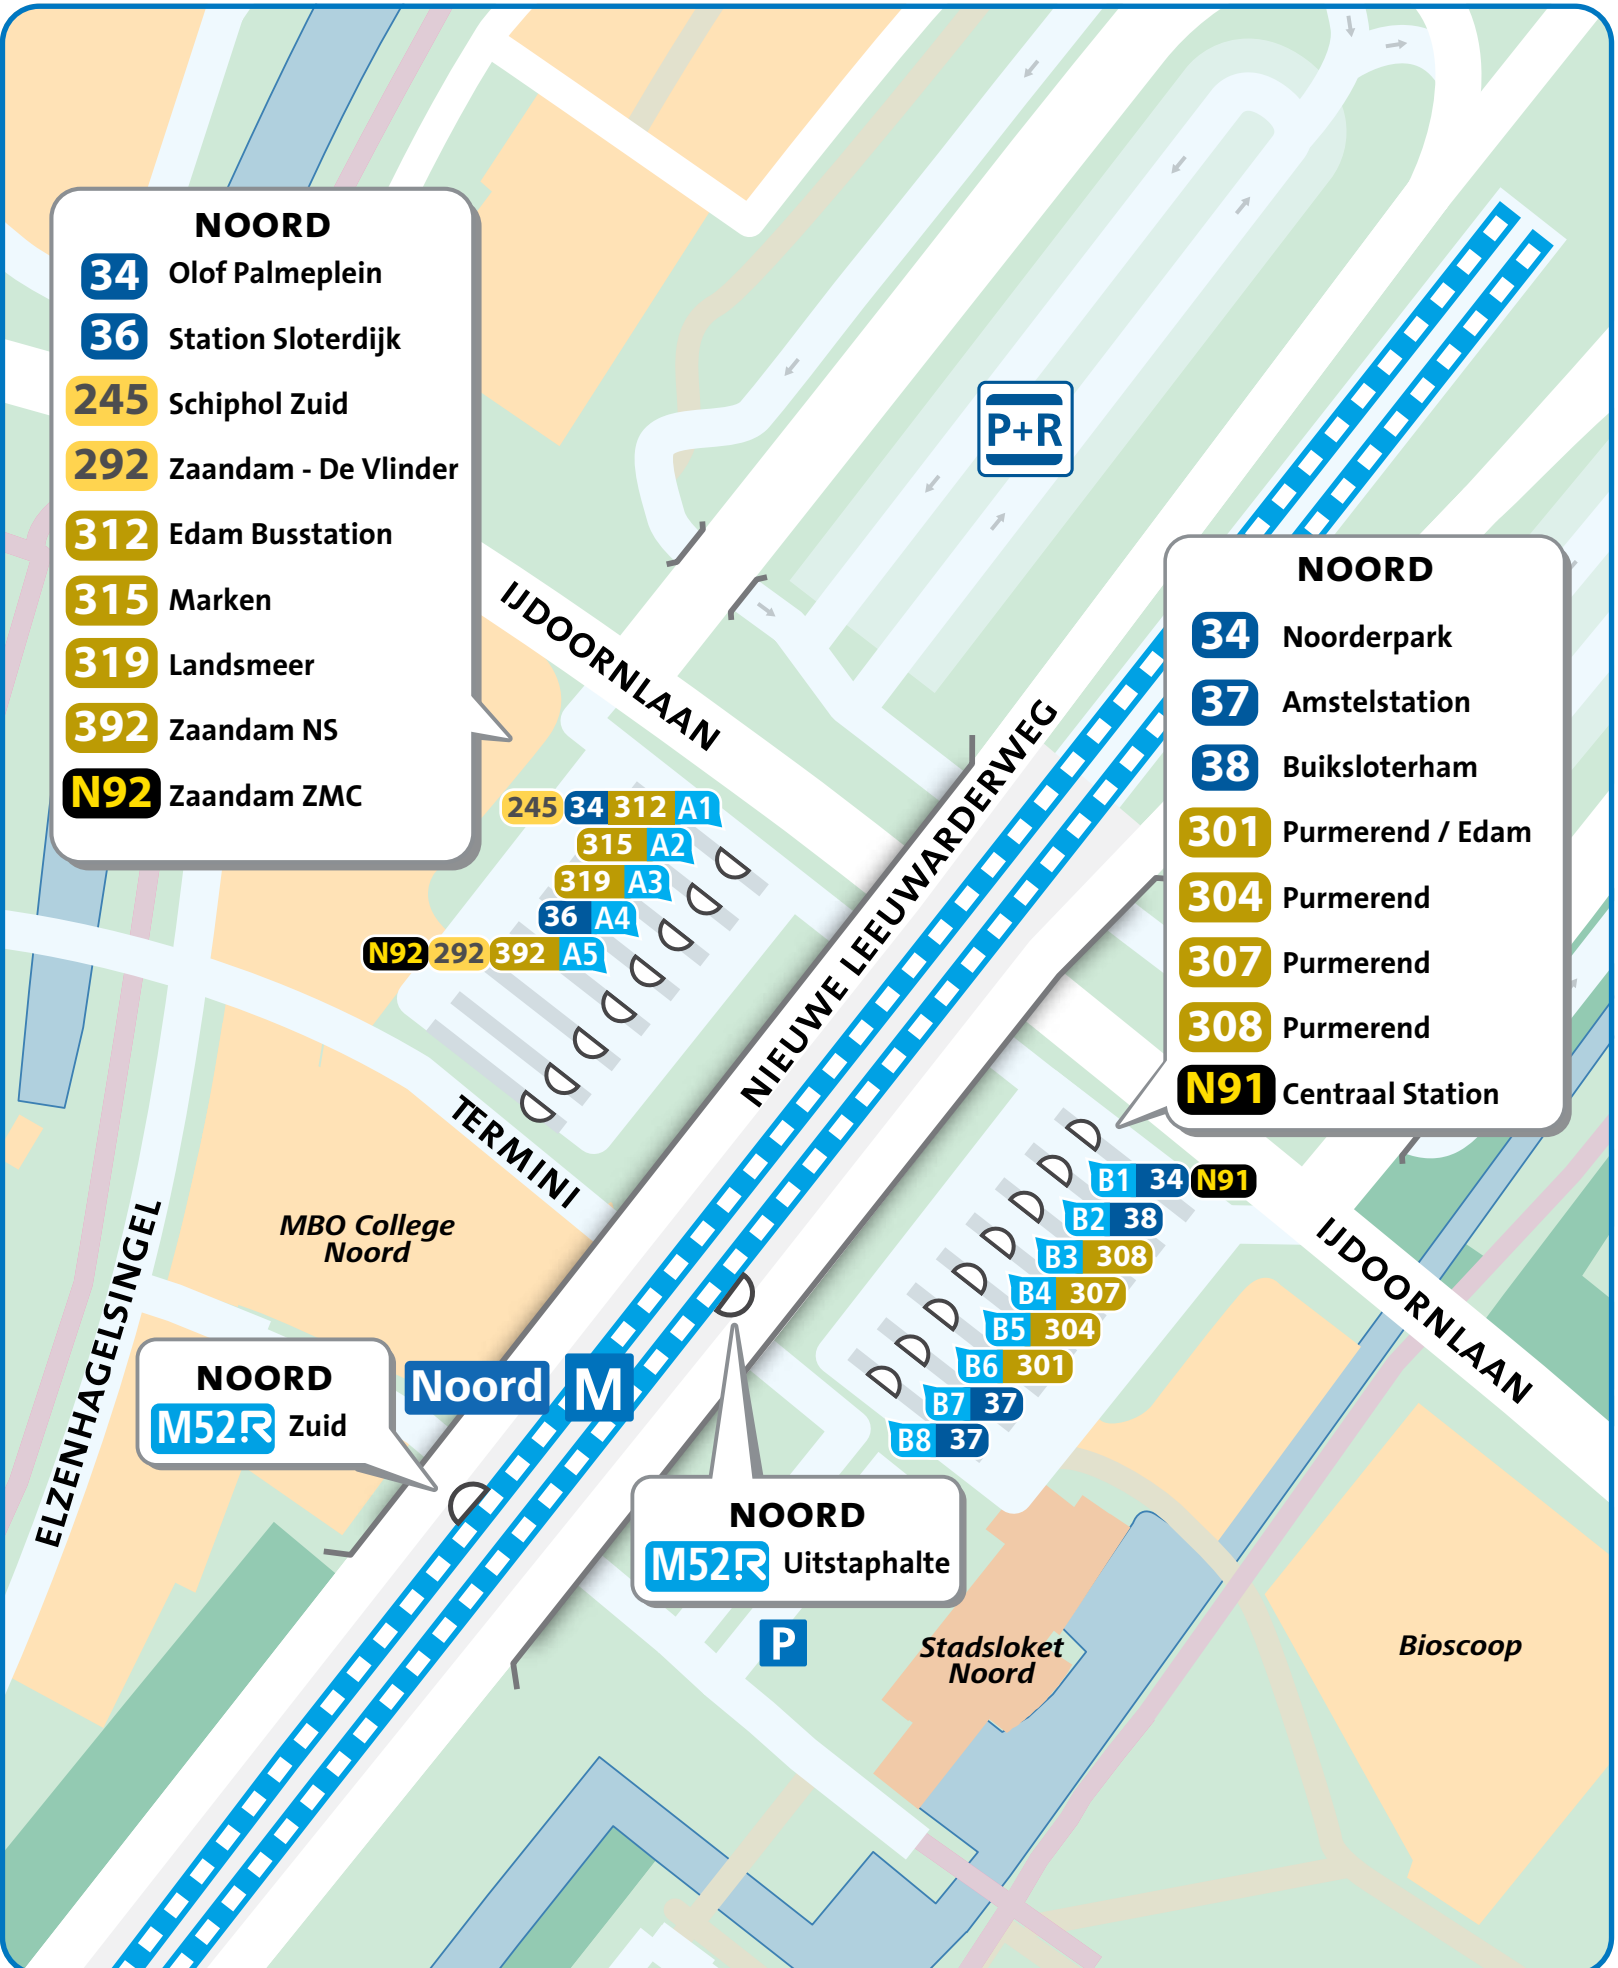 NOORD
34 Olof Palmeplein
36 Station Sloterdijk
245 Schiphol Zuid
292 Zaandam - De Vlinder
312 Edam Busstation
315 Marken
319 Landsmeer
392 Zaandam NS
N92 Zaandam ZMC
P+R
IJDOORNLAAN
NIEUWE LEEUWARDERWEG
NOORD
34 Noorderpark
37 Amstelstation
38 Buiksloterham
301 Purmerend / Edam
304 Purmerend
307 Purmerend
308 Purmerend
N91 Centraal Station
245 34 312 A1
315 A2
319 A3
36 A4
N92 292 392 A5
TERMINI
MBO College
Noord
ELZENHAGELSINGEL
B1 34 N91
B2 38
B3 308
B4 307
B5 304
B6 301
B7 37
B8 37
IJDOORNLAAN
NOORD
M52 R Zuid
Noord M
NOORD
M52 R Uitstaphalte
P
Stadsloket
Noord
Bioscoop